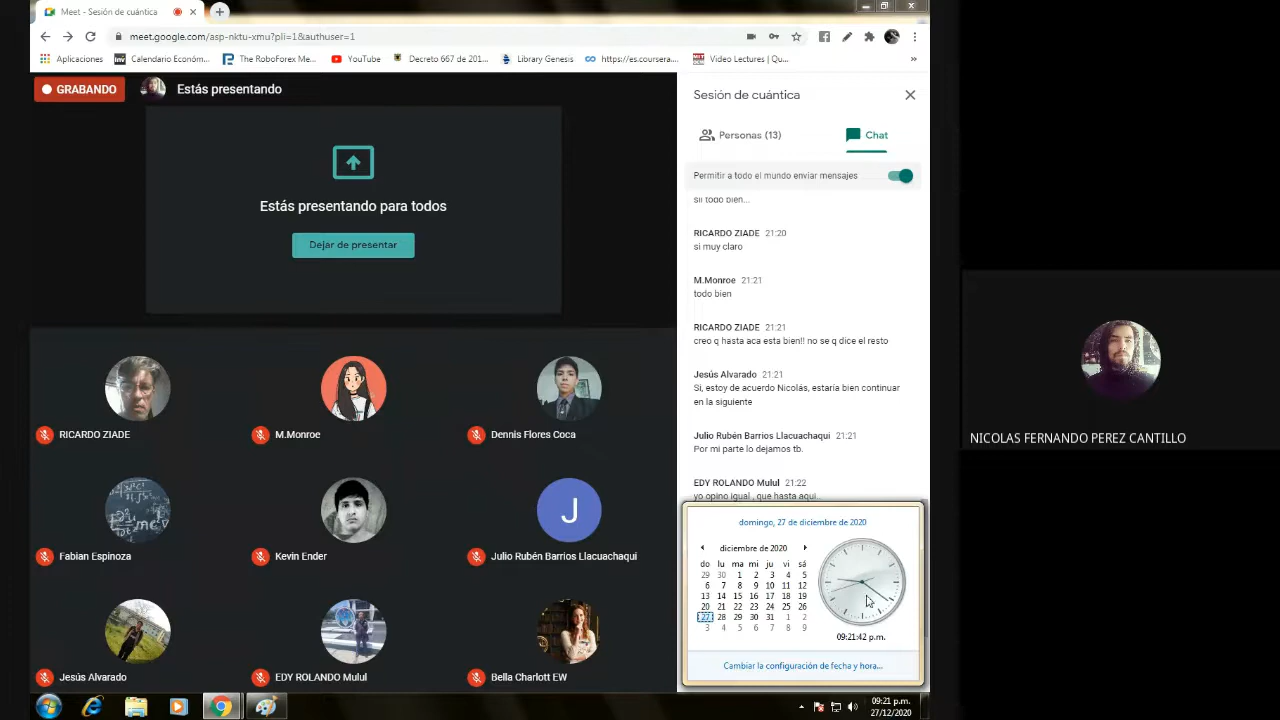 Meet - Sesión de cuántica
meet.google.com/asp-nktu-xmu?pli=1&authuser=1
Aplicaciones
Calendario Económ...
The RoboForex Me...
YouTube
Decreto 667 de 201...
Library Genesis
https://es.coursera....
Video Lectures | Qu...
»
GRABANDO
Estás presentando
Estás presentando para todos
Dejar de presentar
RICARDO ZIADE
M.Monroe
Dennis Flores Coca
Fabian Espinoza
Kevin Ender
J
Julio Rubén Barrios Llacuachaqui
Jesús Alvarado
EDY ROLANDO Mulul
Bella Charlott EW
Sesión de cuántica
Personas (13)
Chat
Permitir a todo el mundo enviar mensajes
sii todo bien...
RICARDO ZIADE 21:20
si muy claro
M.Monroe 21:21
todo bien
RICARDO ZIADE 21:21
creo q hasta aca esta bien!! no se q dice el resto
Jesús Alvarado 21:21
Si, estoy de acuerdo Nicolás, estaría bien continuar
en la siguiente
Julio Rubén Barrios Llacuachaqui 21:21
Por mi parte lo dejamos tb.
EDY ROLANDO Mulul 21:22
yo opino igual , que hasta aqui..
domingo, 27 de diciembre de 2020
diciembre de 2020
do lu ma mi ju vi sá
29 30 1 2 3 4 5
6 7 8 9 10 11 12
13 14 15 16 17 18 19
20 21 22 23 24 25 26
27 28 29 30 31 1 2
3 4 5 6 7 8 9
09:21:42 p.m.
Cambiar la configuración de fecha y hora...
09:21 p.m.
27/12/2020
NICOLAS FERNANDO PEREZ CANTILLO